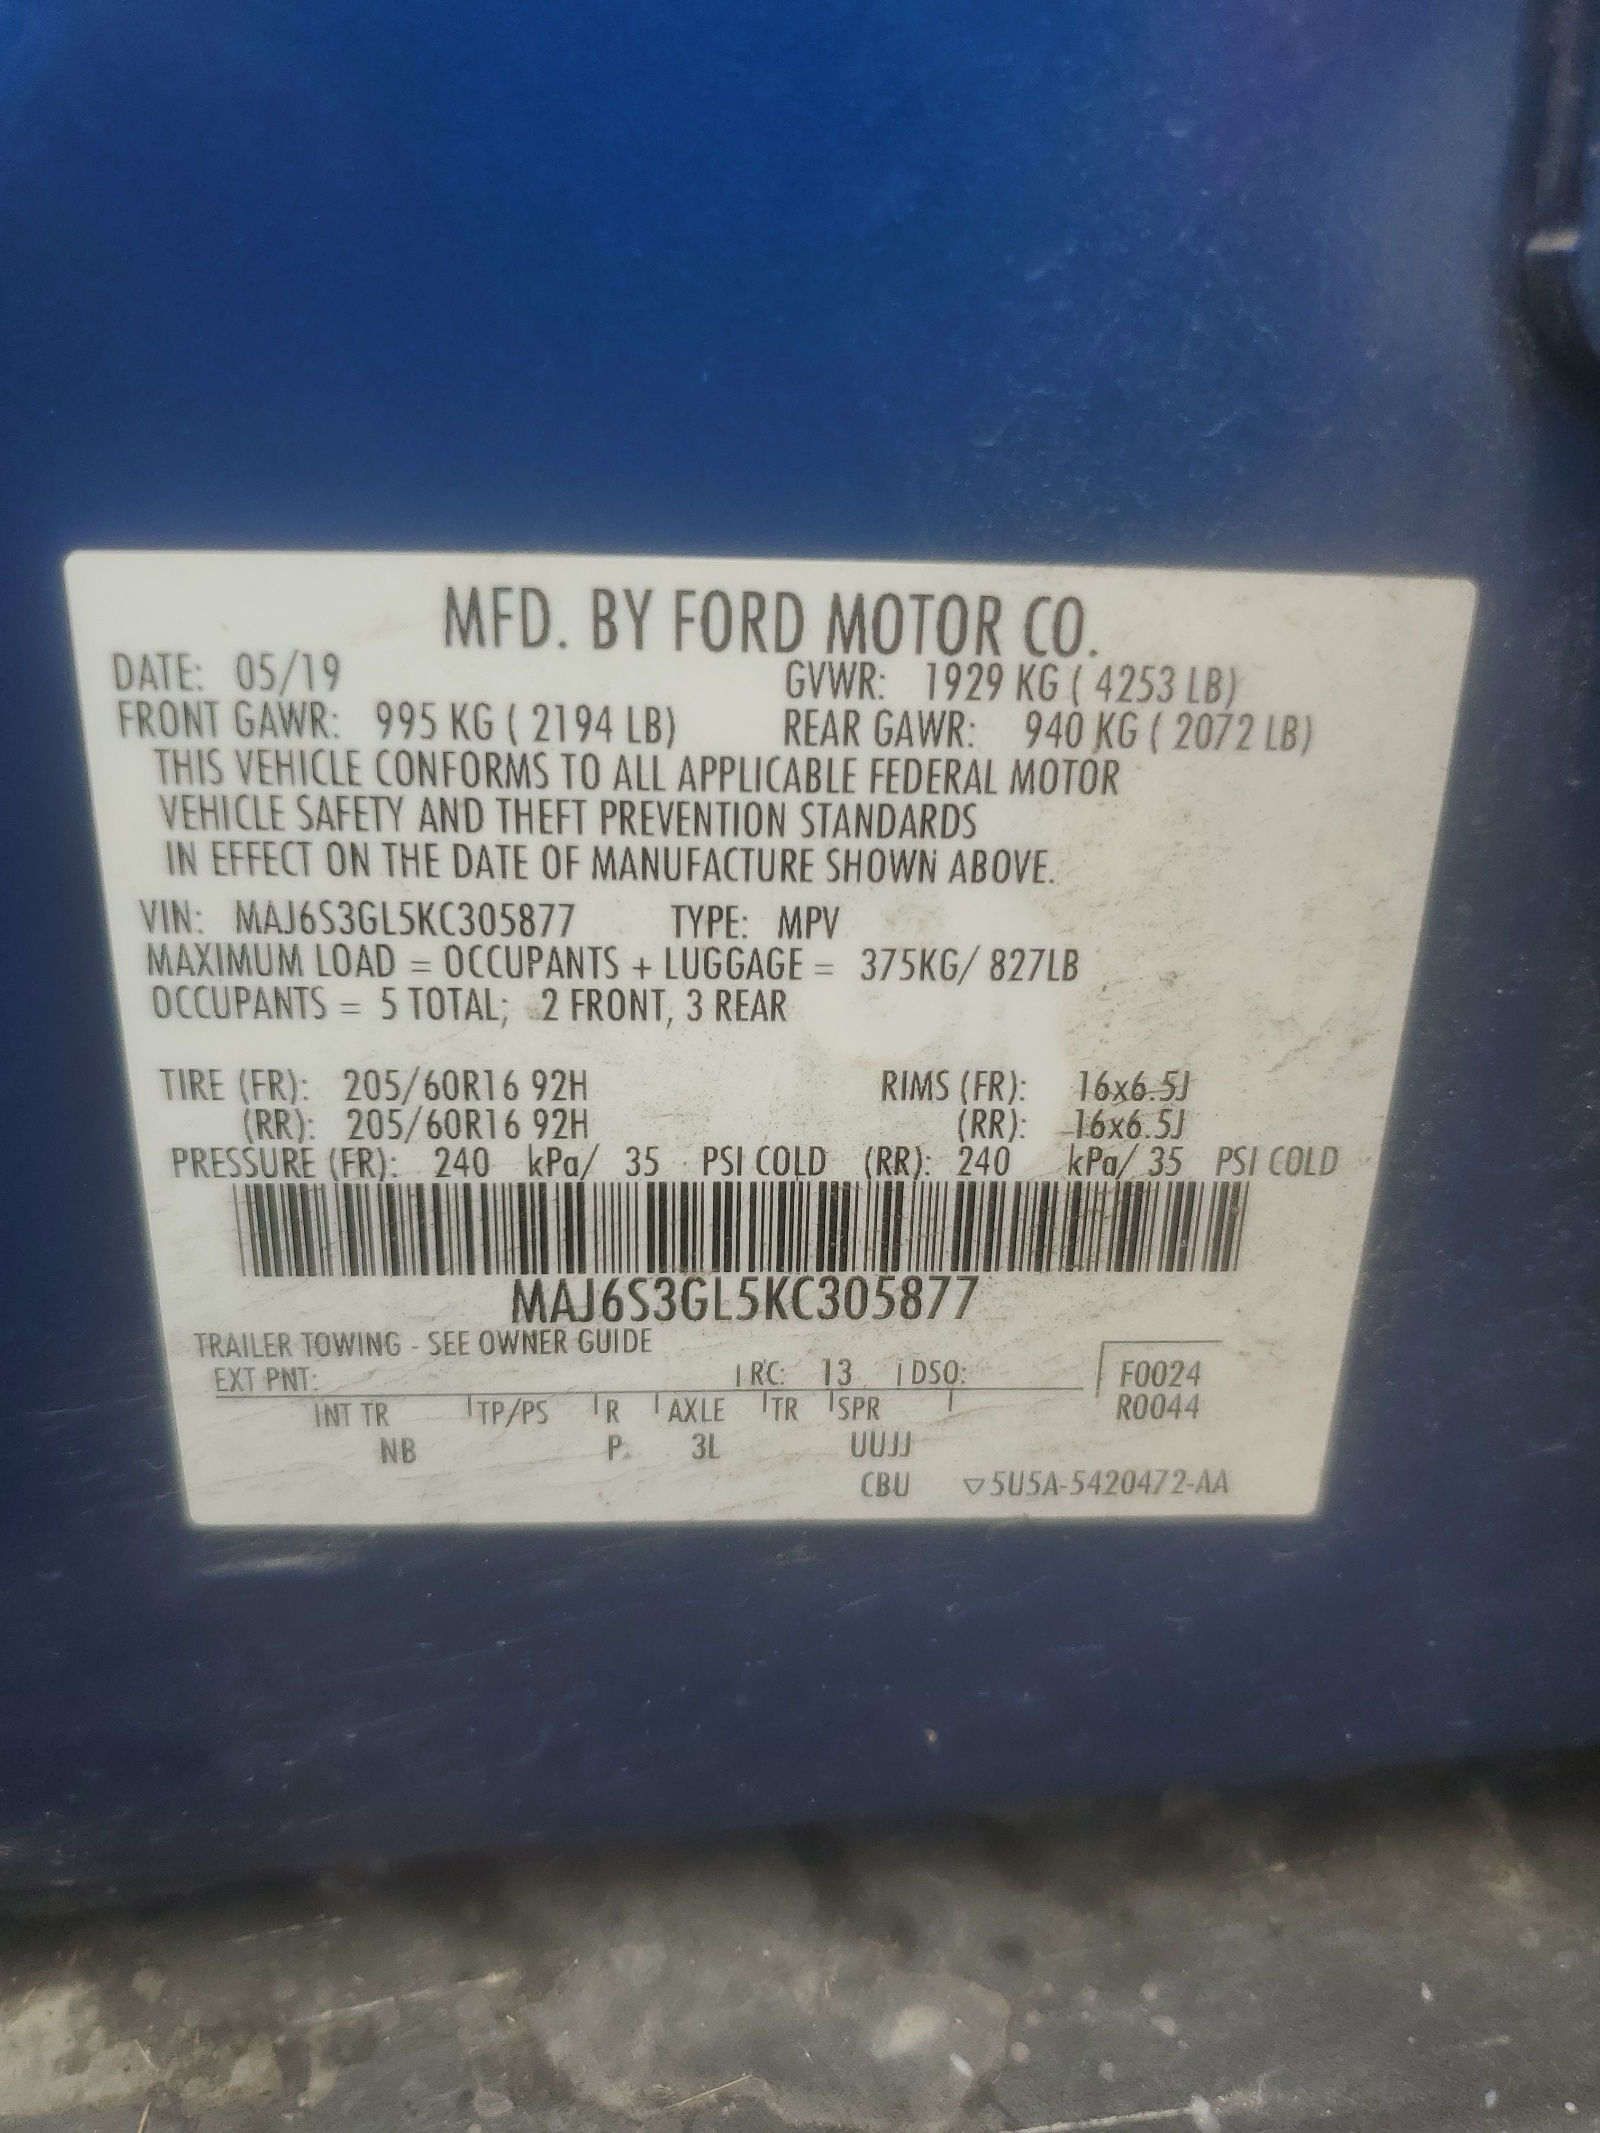 MFD. BY FORD MOTOR CO.
DATE: 05/19 GVWR: 1929 KG ( 4253 LB)
FRONT GAWR: 995 KG ( 2194 LB) REAR GAWR: 940 KG ( 2072 LB)
THIS VEHICLE CONFORMS TO ALL APPLICABLE FEDERAL MOTOR
VEHICLE SAFETY AND THEFT PREVENTION STANDARDS
IN EFFECT ON THE DATE OF MANUFACTURE SHOWN ABOVE.
VIN: MAJ6S3GL5KC305877 TYPE: MPV
MAXIMUM LOAD = OCCUPANTS + LUGGAGE = 375KG/ 827LB
OCCUPANTS = 5 TOTAL; 2 FRONT, 3 REAR
TIRE (FR): 205/60R16 92H RIMS (FR): 16x6.5J
(RR): 205/60R16 92H (RR): 16x6.5J
PRESSURE (FR): 240 kPa/ 35 PSI COLD (RR): 240 kPa/ 35 PSI COLD
MAJ6S3GL5KC305877
TRAILER TOWING - SEE OWNER GUIDE
EXT PNT: RC: 13 DSO: F0024
INT TR TP/PS R AXLE TR SPR R0044
NB P 3L UUJJ
CBU ▽5U5A-5420472-AA